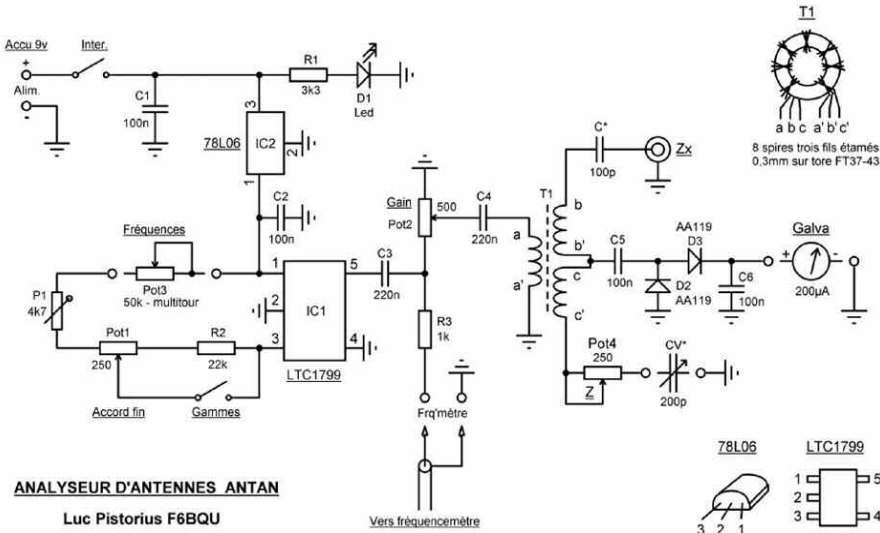 T1
Accu 9v
Inter.
+
Alim.
-
C1
100n
R1
3k3
D1
Led
a b c a' b' c'
8 spires trois fils étamés
0,3mm sur tore FT37-43
3
78L06
IC2
2
1
C2
100n
C*
100p
Zx
Gain
500
Pot2
C4
220n
T1
a
a'
b
b'
c
c'
C5
100n
AA119
D3
D2
AA119
C6
100n
Galva
+
-
200µA
Fréquences
Pot3
50k - multitour
P1
4k7
Pot1
250
R2
22k
Accord fin
Gammes
1
2
3
5
4
IC1
LTC1799
C3
220n
R3
1k
Frq'mètre
Vers fréquencemètre
Pot4
250
Z
CV*
200p
ANALYSEUR D'ANTENNES ANTAN
Luc Pistorius F6BQU
78L06
3 2 1
LTC1799
1
2
3
5
4